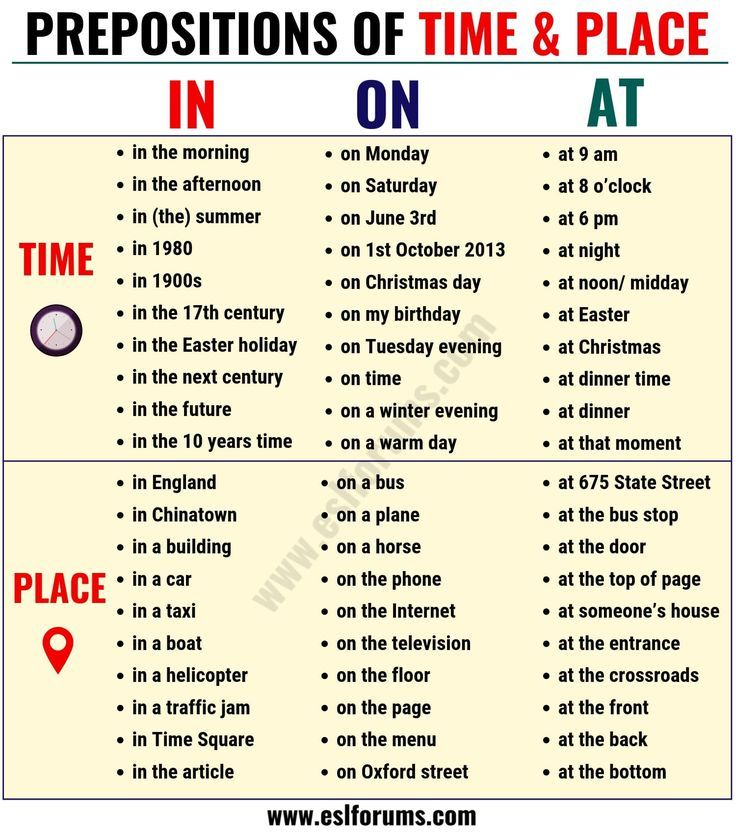 PREPOSITIONS OF TIME & PLACE
IN ON AT
TIME
• in the morning
• in the afternoon
• in (the) summer
• in 1980
• in 1900s
• in the 17th century
• in the Easter holiday
• in the next century
• in the future
• in the 10 years time
• on Monday
• on Saturday
• on June 3rd
• on 1st October 2013
• on Christmas day
• on my birthday
• on Tuesday evening
• on time
• on a winter evening
• on a warm day
• at 9 am
• at 8 o’clock
• at 6 pm
• at night
• at noon/ midday
• at Easter
• at Christmas
• at dinner time
• at dinner
• at that moment
PLACE
• in England
• in Chinatown
• in a building
• in a car
• in a taxi
• in a boat
• in a helicopter
• in a traffic jam
• in Time Square
• in the article
• on a bus
• on a plane
• on a horse
• on the phone
• on the Internet
• on the television
• on the floor
• on the page
• on the menu
• on Oxford street
• at 675 State Street
• at the bus stop
• at the door
• at the top of page
• at someone’s house
• at the entrance
• at the crossroads
• at the front
• at the back
• at the bottom
www.eslforums.com
www.eslforums.com